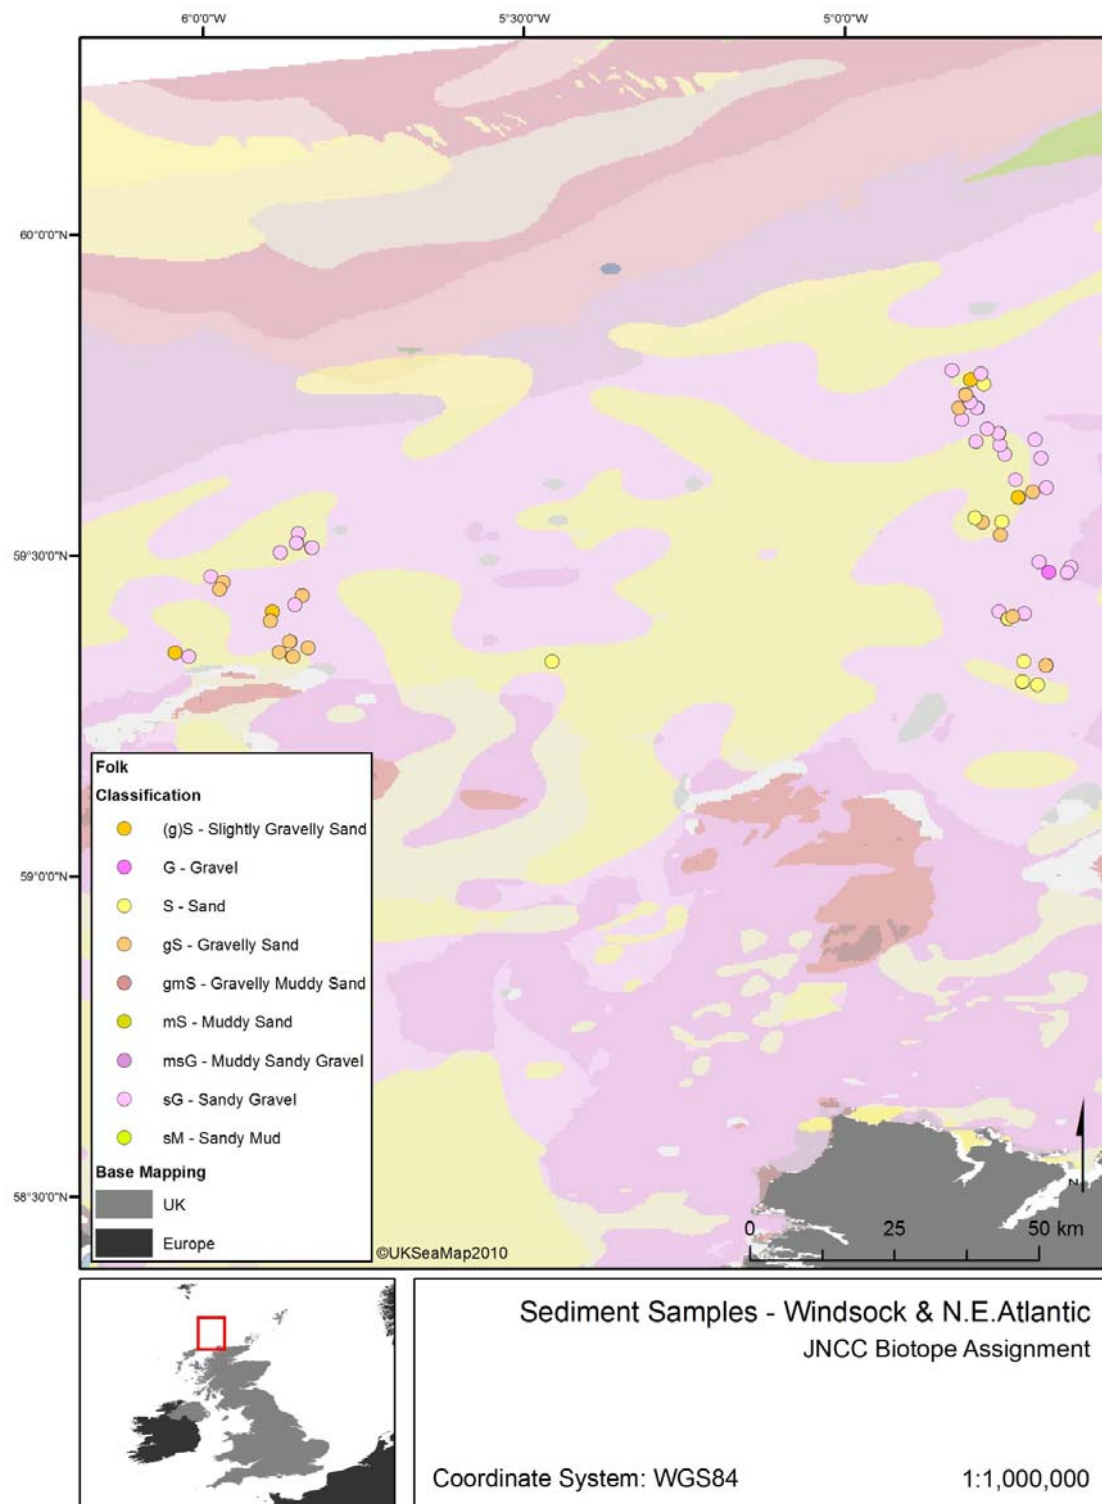 6°0'0"W 5°30'0"W 5°0'0"W
60°0'0"N
59°30'0"N
59°0'0"N
58°30'0"N
Folk
Classification
(g)S - Slightly Gravelly Sand
G - Gravel
S - Sand
gS - Gravelly Sand
gmS - Gravelly Muddy Sand
mS - Muddy Sand
msG - Muddy Sandy Gravel
sG - Sandy Gravel
sM - Sandy Mud
Base Mapping
UK
Europe
©UKSeaMap2010
N
0 25 50 km
Sediment Samples - Windsock & N.E.Atlantic
JNCC Biotope Assignment
Coordinate System: WGS84 1:1,000,000